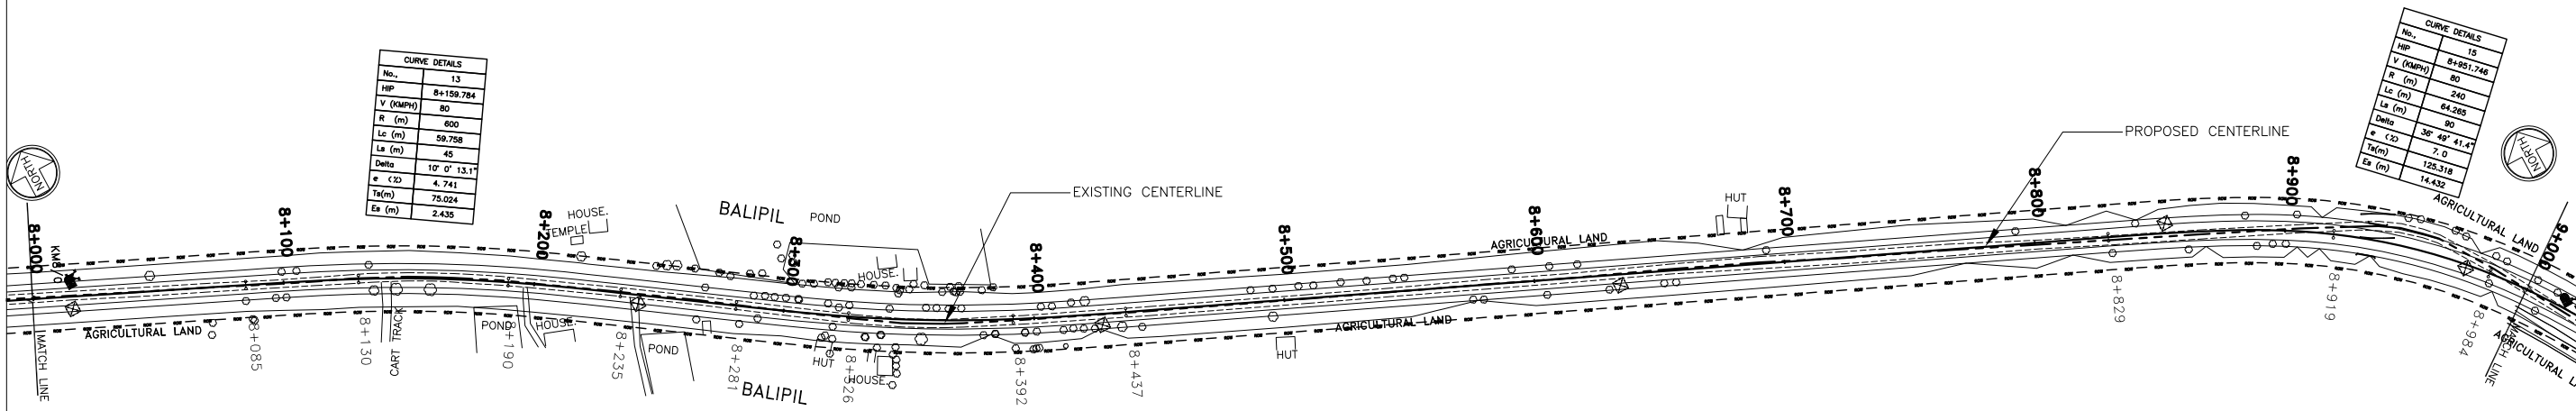 CURVE DETAILS
No., 13
HIP 8+159.784
V (KMPH) 80
R (m) 600
Lc (m) 59.758
Ls (m) 45
Delta 10° 0' 13.1"
e (%) 4.741
Ts(m) 75.024
Es (m) 2.435
CURVE DETAILS
No., 15
HIP 8+951.746
V (KMPH) 80
R (m) 240
Lc (m) 64.265
Ls (m) 90
Delta 36° 49' 41.4"
e (%) 7.0
Ts(m) 125.318
Es (m) 14.432
NORTH
NORTH
PROPOSED CENTERLINE
EXISTING CENTERLINE
8+000
8+100
8+200
8+300
8+400
8+500
8+600
8+700
8+800
8+900
9+000
HOUSE.
TEMPLE
BALIPIL
POND
HOUSE.
HUT
AGRICULTURAL LAND
AGRICULTURAL LAND
AGRICULTURAL LAND
AGRICULTURAL LAND
MATCH LINE
8+085
8+130
CART TRACK
POND
8+190
HOUSE.
8+235
POND
8+281
BALIPIL
HUT
8+326
HOUSE.
8+392
8+437
HUT
8+829
8+919
8+984
MATCH LINE